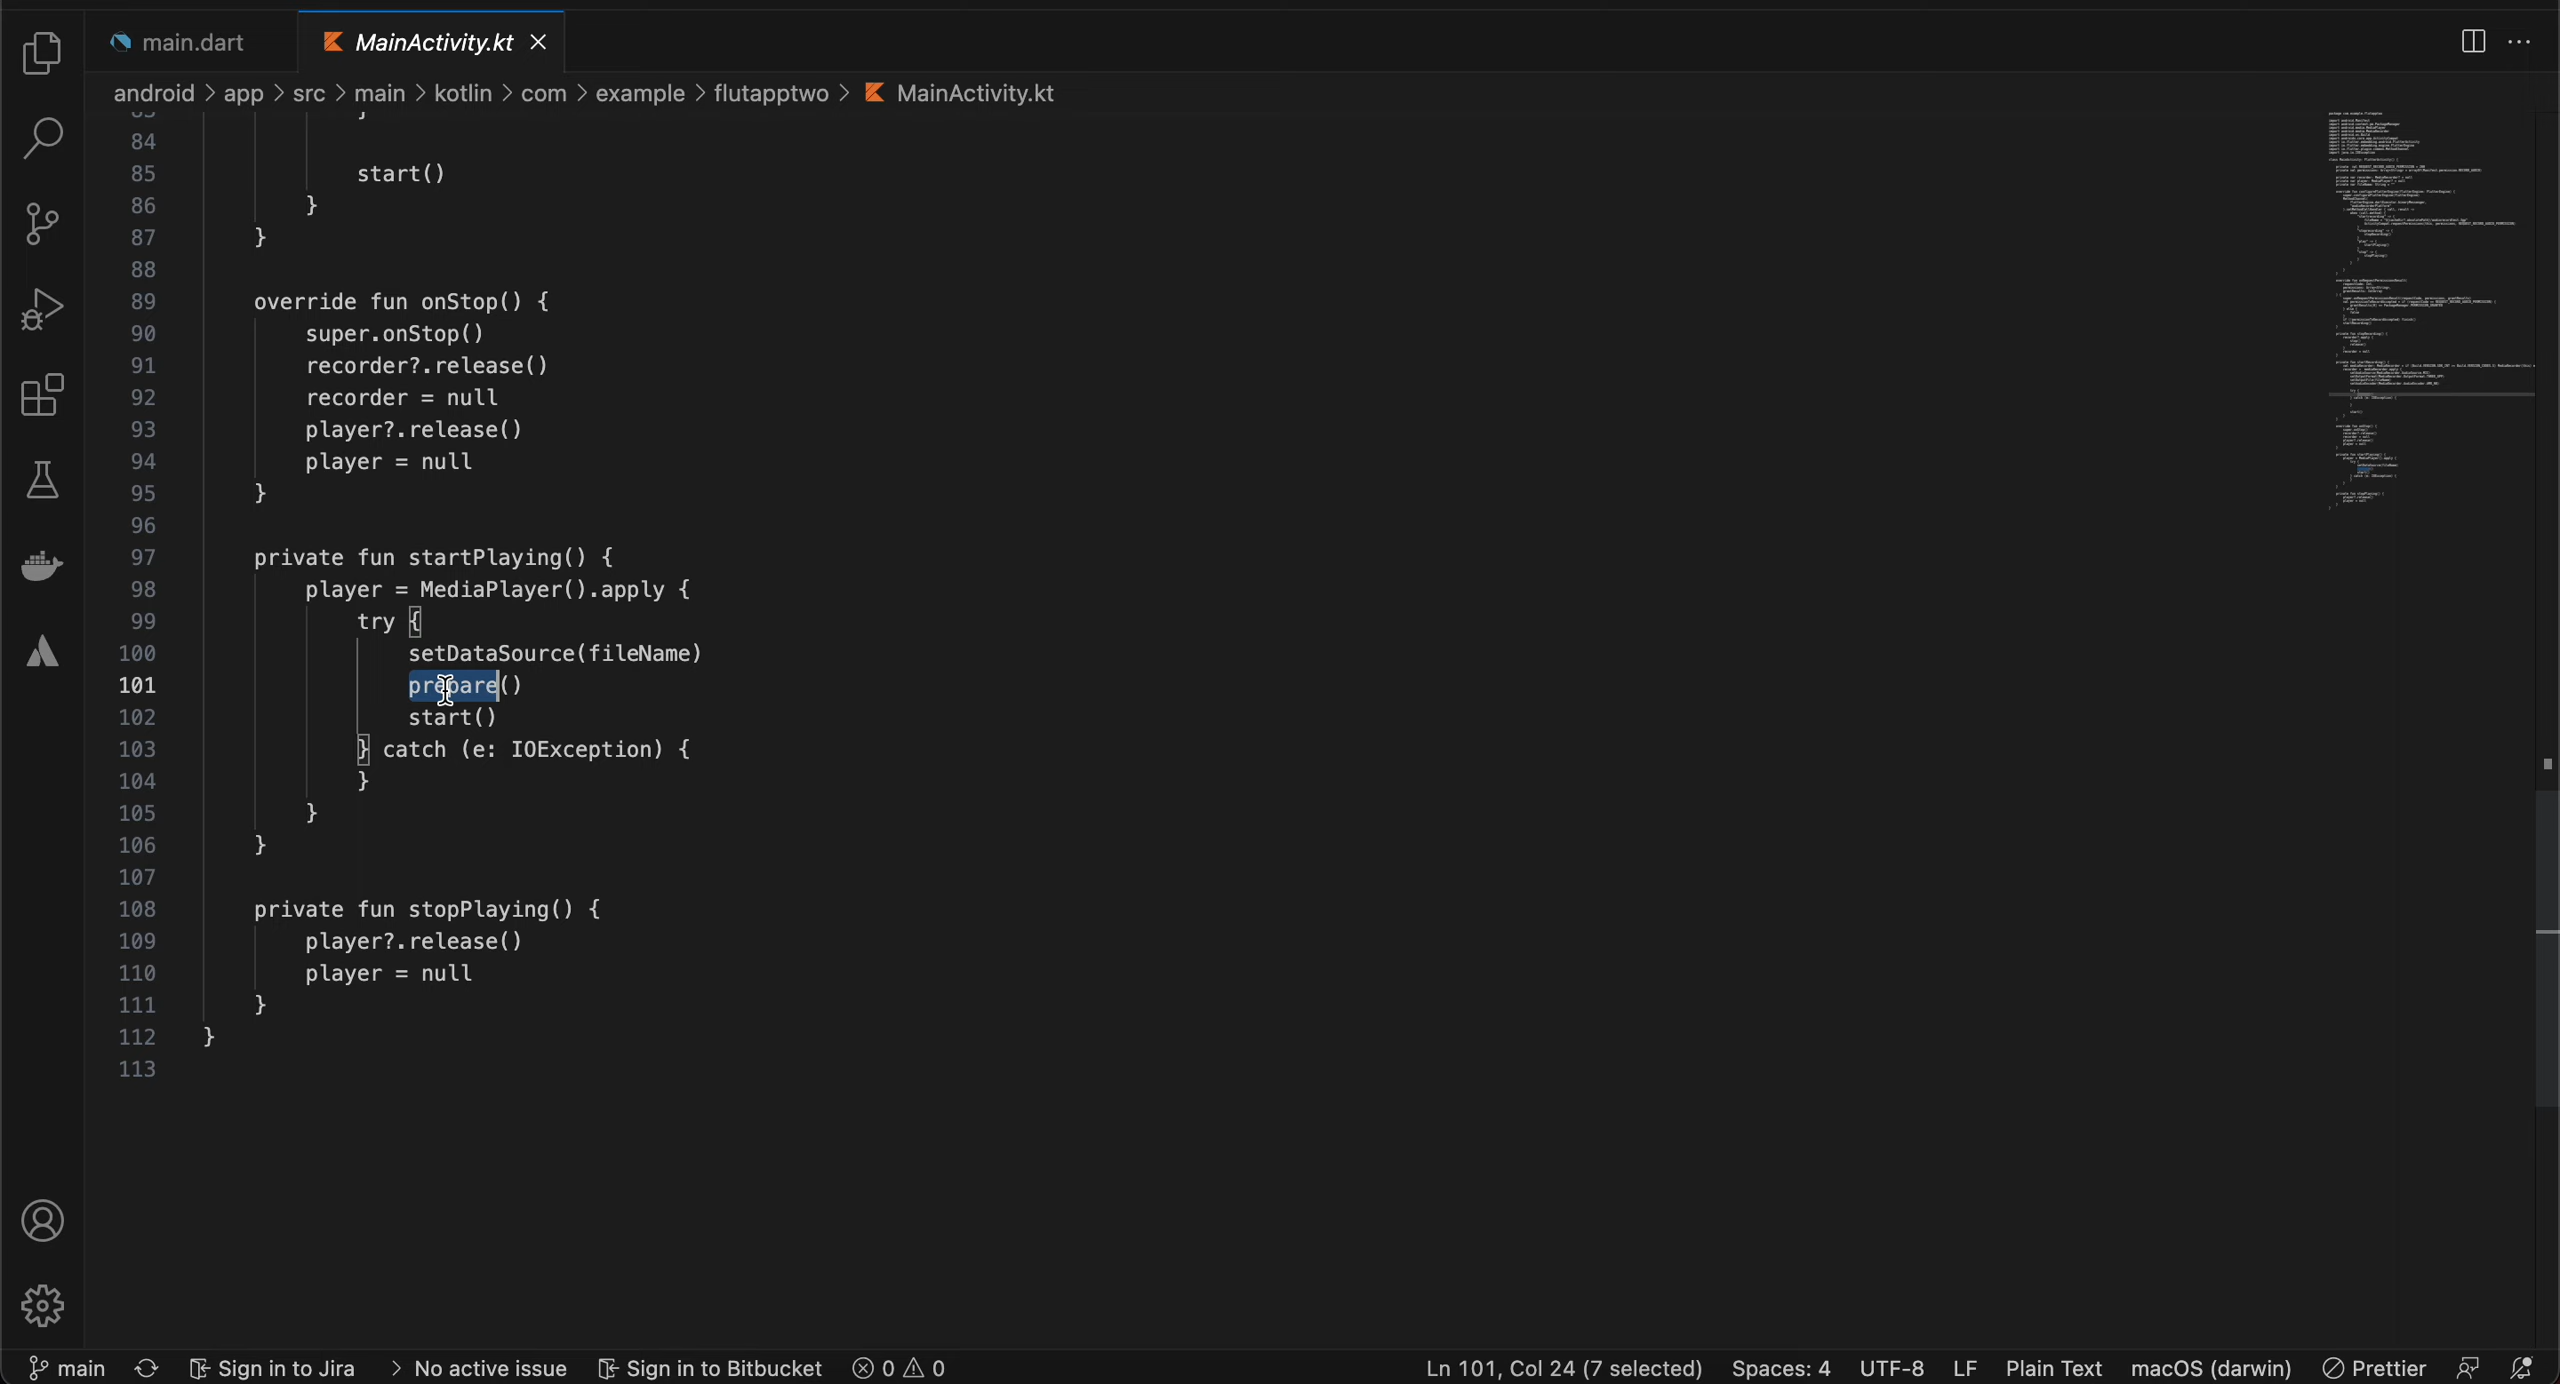 main.dart
MainActivity.kt
android > app > src > main > kotlin > com > example > flutapptwo > MainActivity.kt
84
85 start()
86 }
87 }
88
89 override fun onStop() {
90 super.onStop()
91 recorder?.release()
92 recorder = null
93 player?.release()
94 player = null
95 }
96
97 private fun startPlaying() {
98 player = MediaPlayer().apply {
99 try {
100 setDataSource(fileName)
101 prepare()
102 start()
103 } catch (e: IOException) {
104 }
105 }
106 }
107
108 private fun stopPlaying() {
109 player?.release()
110 player = null
111 }
112 }
113
main Sign in to Jira > No active issue Sign in to Bitbucket 0 0 Ln 101, Col 24 (7 selected) Spaces: 4 UTF-8 LF Plain Text macOS (darwin) Prettier